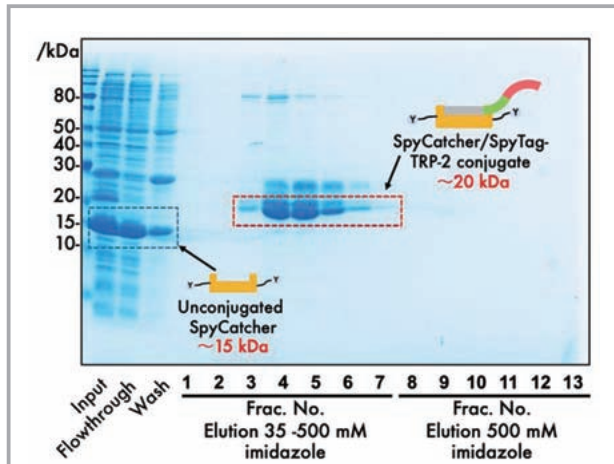 /kDa
80
50
40
30
20
15
10
Y
Y
SpyCatcher/SpyTag-
TRP-2 conjugate
~20 kDa
Y
Y
Unconjugated
SpyCatcher
~15 kDa
Input
Flowthrough
Wash
1 2 3 4 5 6 7 8 9 10 11 12 13
Frac. No.
Elution 35 -500 mM
imidazole
Frac. No.
Elution 500 mM
imidazole